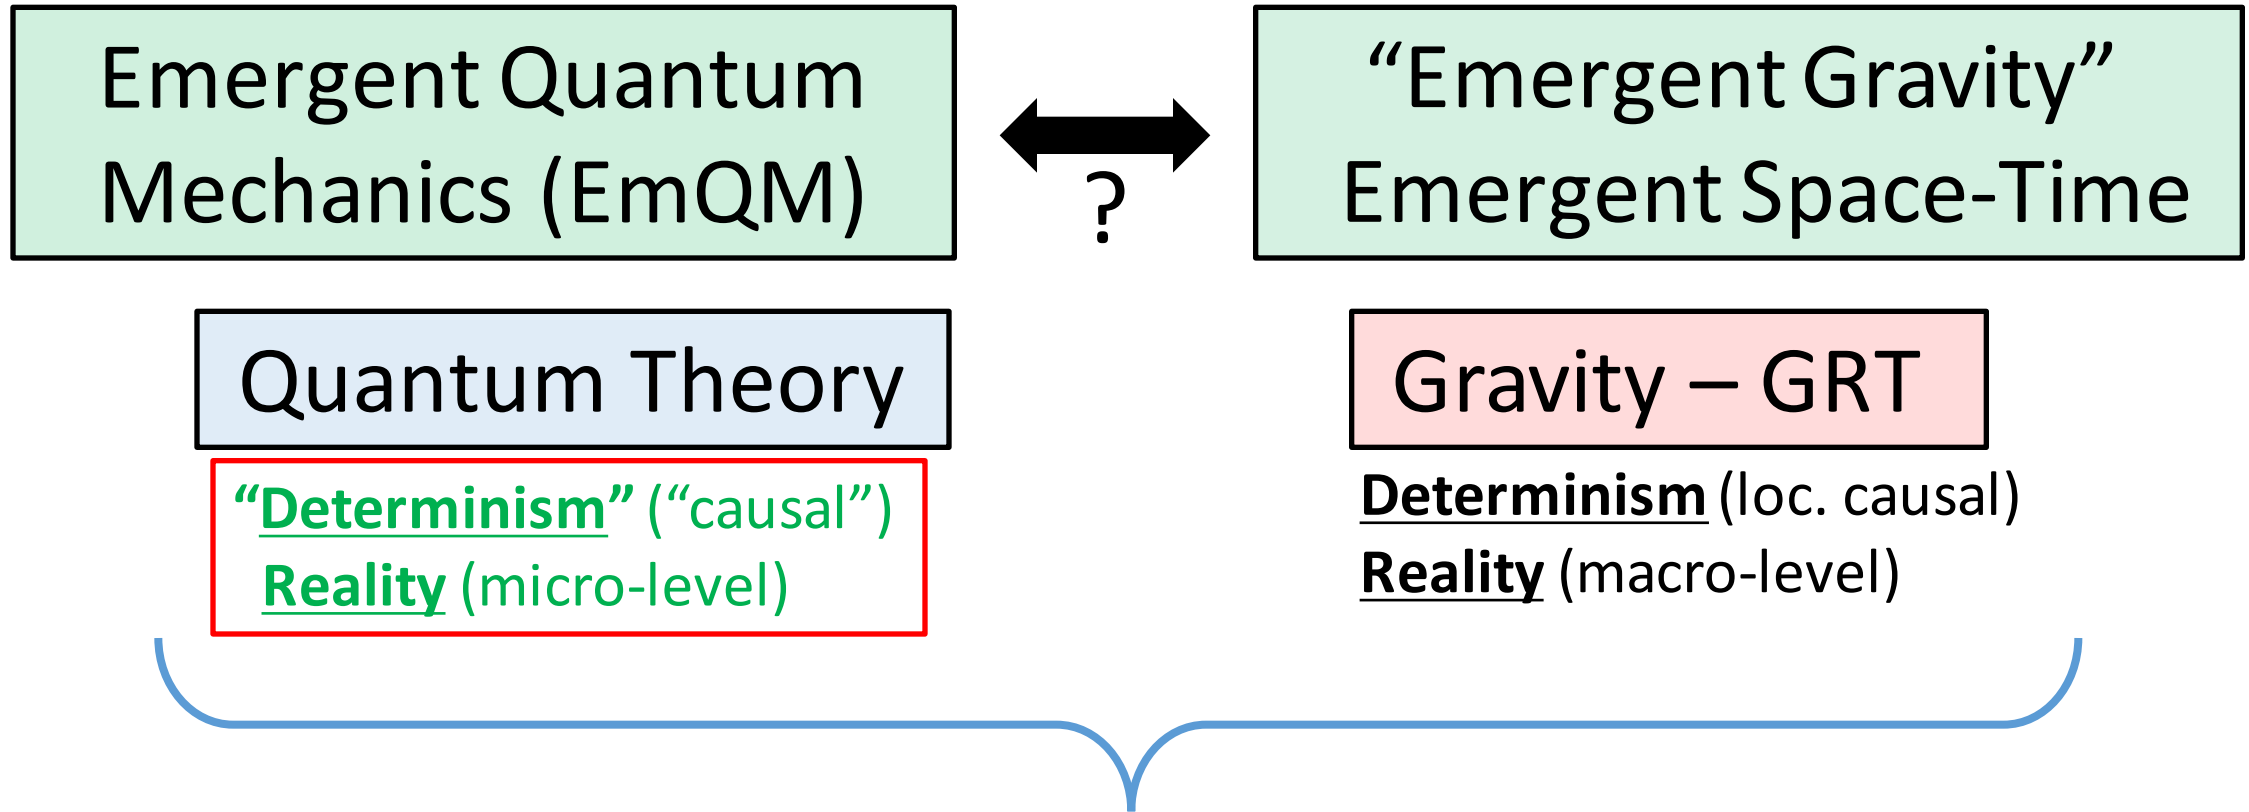 Emergent Quantum
Mechanics (EmQM)
?
“Emergent Gravity”
Emergent Space-Time
Quantum Theory
“Determinism” (“causal”)
Reality (micro-level)
Gravity – GRT
Determinism (loc. causal)
Reality (macro-level)